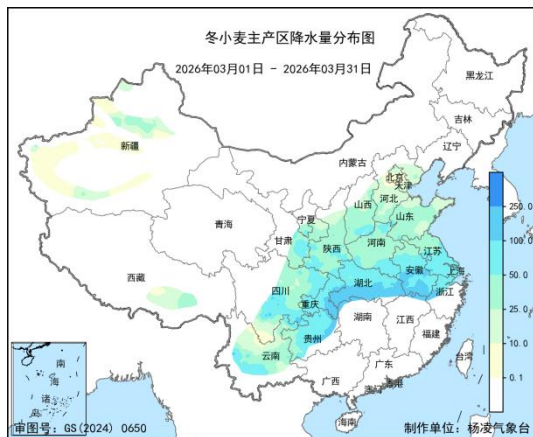 冬小麦主产区降水量分布图
2026年03月01日 - 2026年03月31日
黑龙江
吉林
辽宁
内蒙古
新疆
北京
天津
河北
山西
山东
宁夏
青海
甘肃
陕西
河南
江苏
西藏
四川
重庆
湖北
安徽
上海
浙江
贵州
湖南
江西
福建
云南
广西
广东
台湾
香港
澳门
海南
250.0
100.0
50.0
25.0
10.0
0.1
南
海
诸
岛
审图号: GS(2024) 0650
制作单位: 杨凌气象台